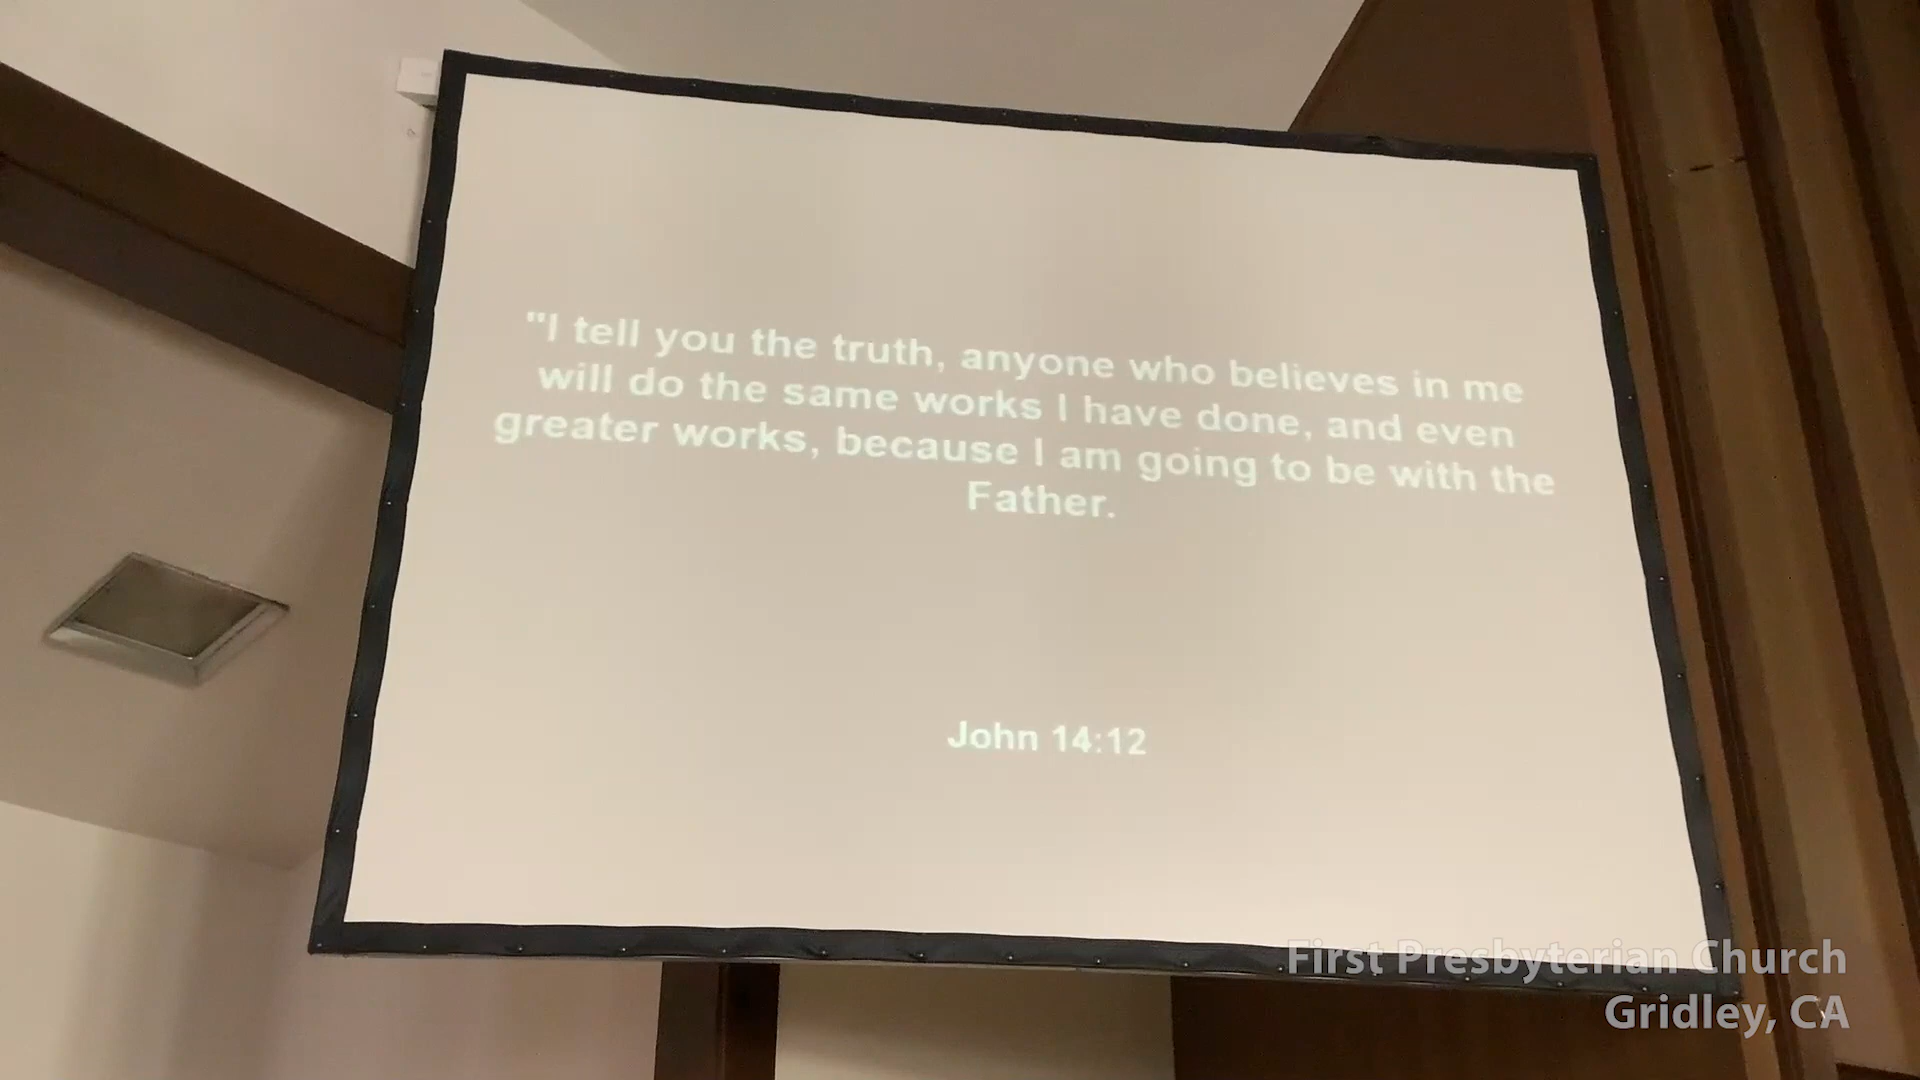 "I tell you the truth, anyone who believes in me
will do the same works I have done, and even
greater works, because I am going to be with the
Father.
John 14:12
First Presbyterian Church
Gridley, CA